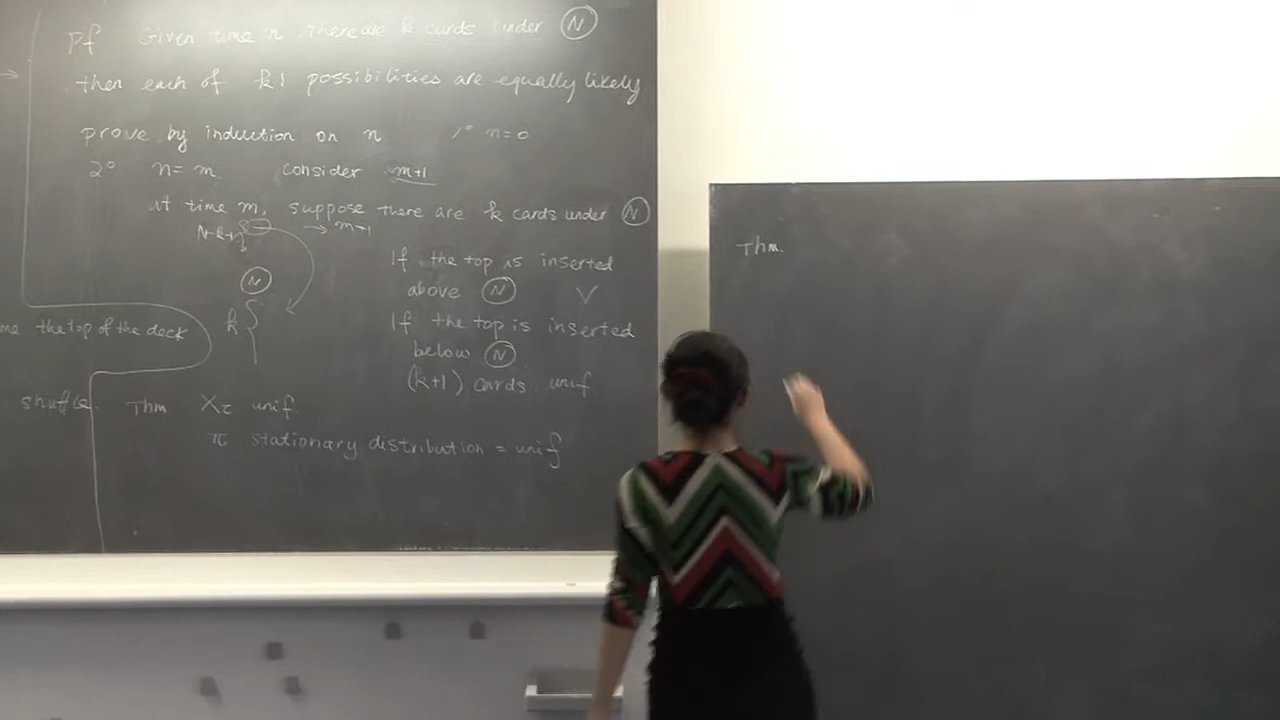 Pf Given time n, there are k cards under N
then each of k! possibilities are equally likely
prove by induction on n 1° n=0
2° n=m. consider m+1
at time m, suppose there are k cards under N
N-k+1 { → m+1
If the top is inserted
above N ✓
N
k {
If the top is inserted
below N
(k+1) cards unif
me the top of the deck
shuffle. Thm Xτ unif.
π stationary distribution = unif
Thm.